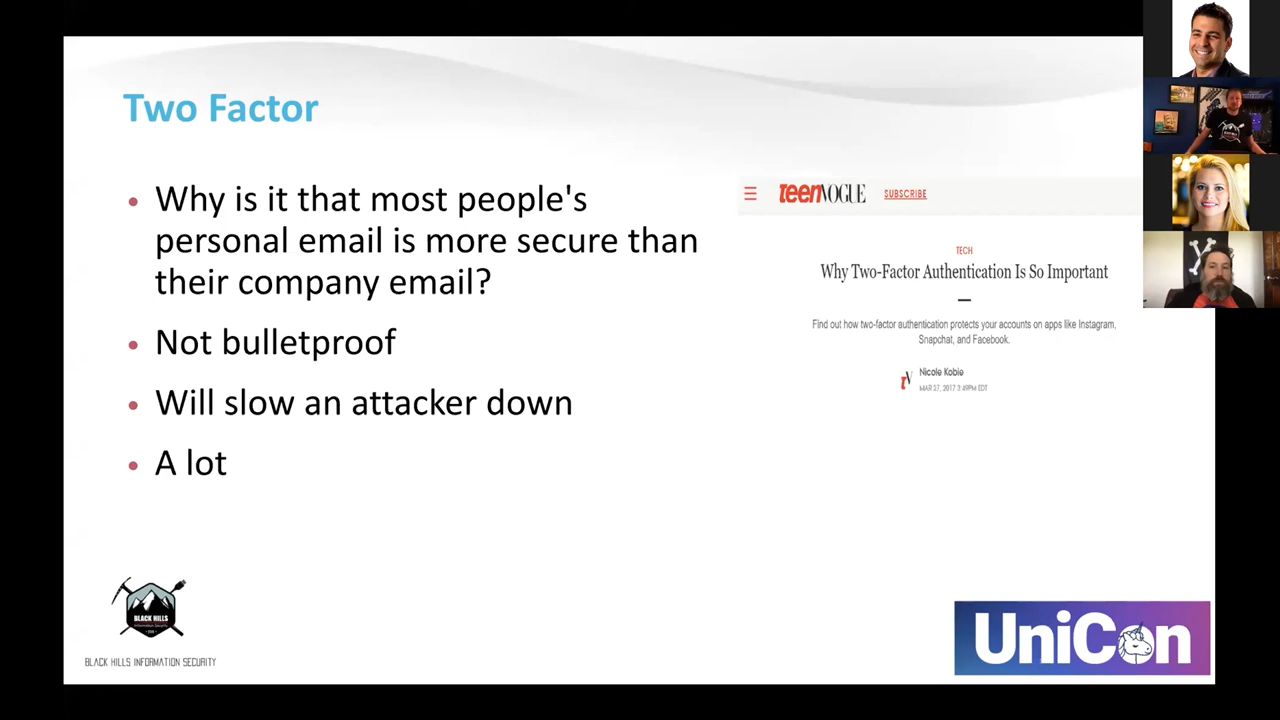 Two Factor
Why is it that most people's
personal email is more secure than
their company email?
Not bulletproof
Will slow an attacker down
A lot
teenVOGUE SUBSCRIBE
TECH
Why Two-Factor Authentication Is So Important
Find out how two-factor authentication protects your accounts on apps like Instagram,
Snapchat, and Facebook.
Nicole Kobie
MAR 27, 2017 3:49PM EDT
BLACK HILLS
Information Security
BLACK HILLS INFORMATION SECURITY
UniCon